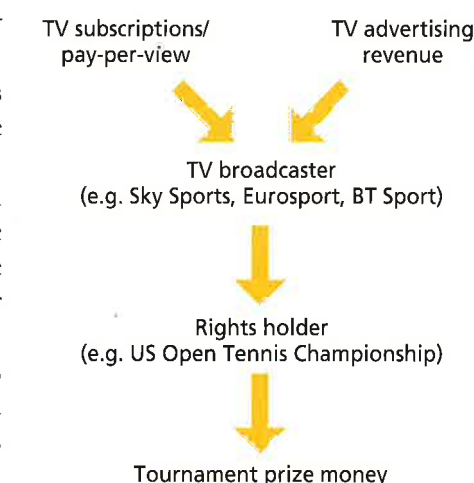 TV subscriptions/
pay-per-view
TV advertising
revenue
TV broadcaster
(e.g. Sky Sports, Eurosport, BT Sport)
Rights holder
(e.g. US Open Tennis Championship)
Tournament prize money